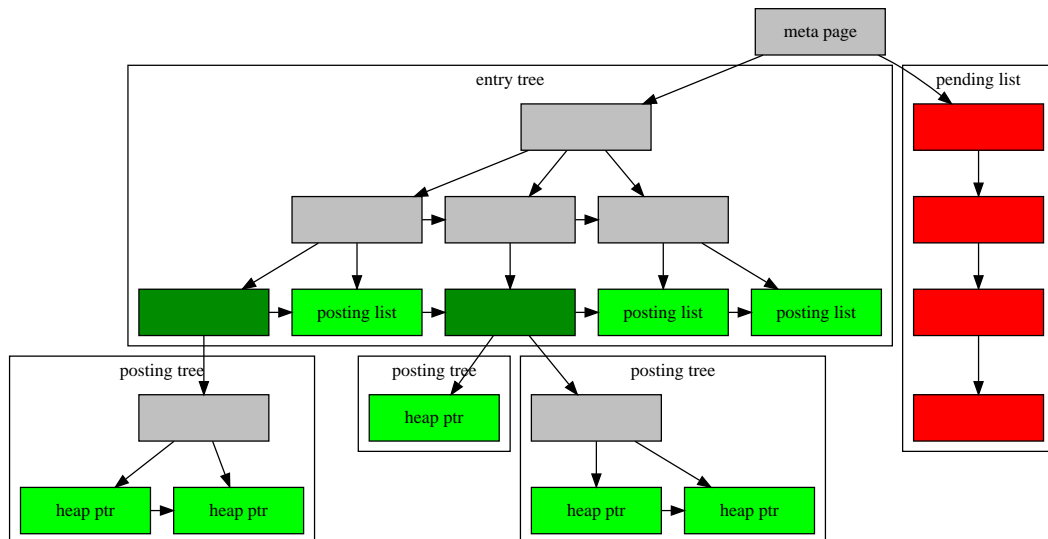 meta page
entry tree
pending list
posting list
posting list
posting list
posting tree
posting tree
posting tree
heap ptr
heap ptr
heap ptr
heap ptr
heap ptr